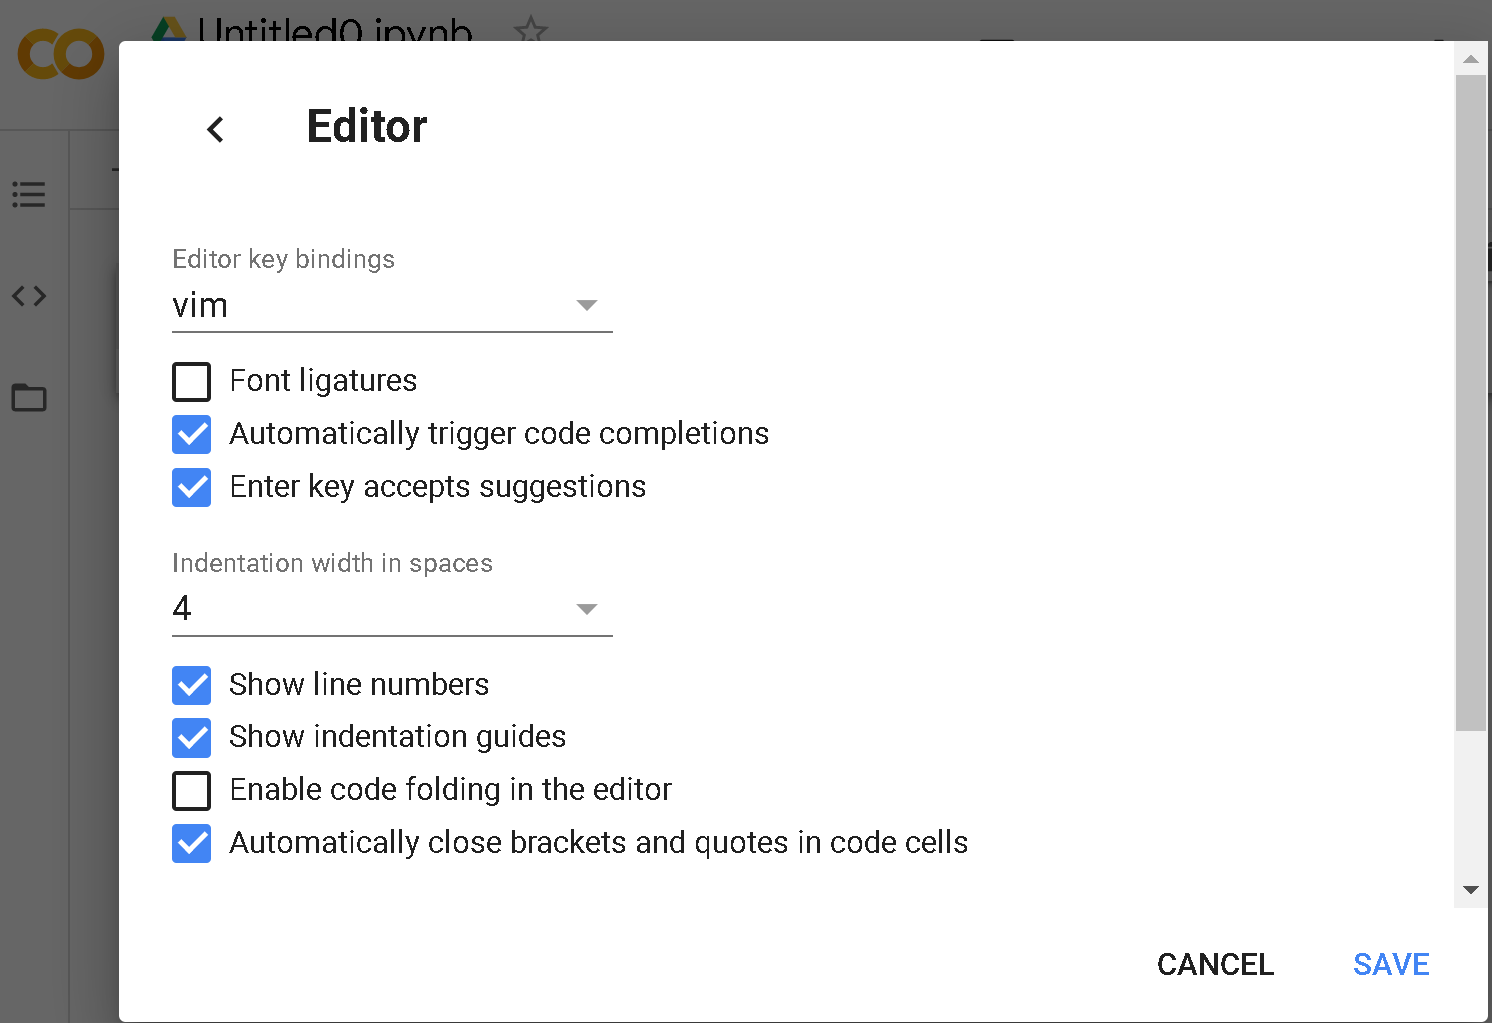 Untitled0.ipynb
Editor
Editor key bindings
vim
Font ligatures
Automatically trigger code completions
Enter key accepts suggestions
Indentation width in spaces
4
Show line numbers
Show indentation guides
Enable code folding in the editor
Automatically close brackets and quotes in code cells
CANCEL
SAVE